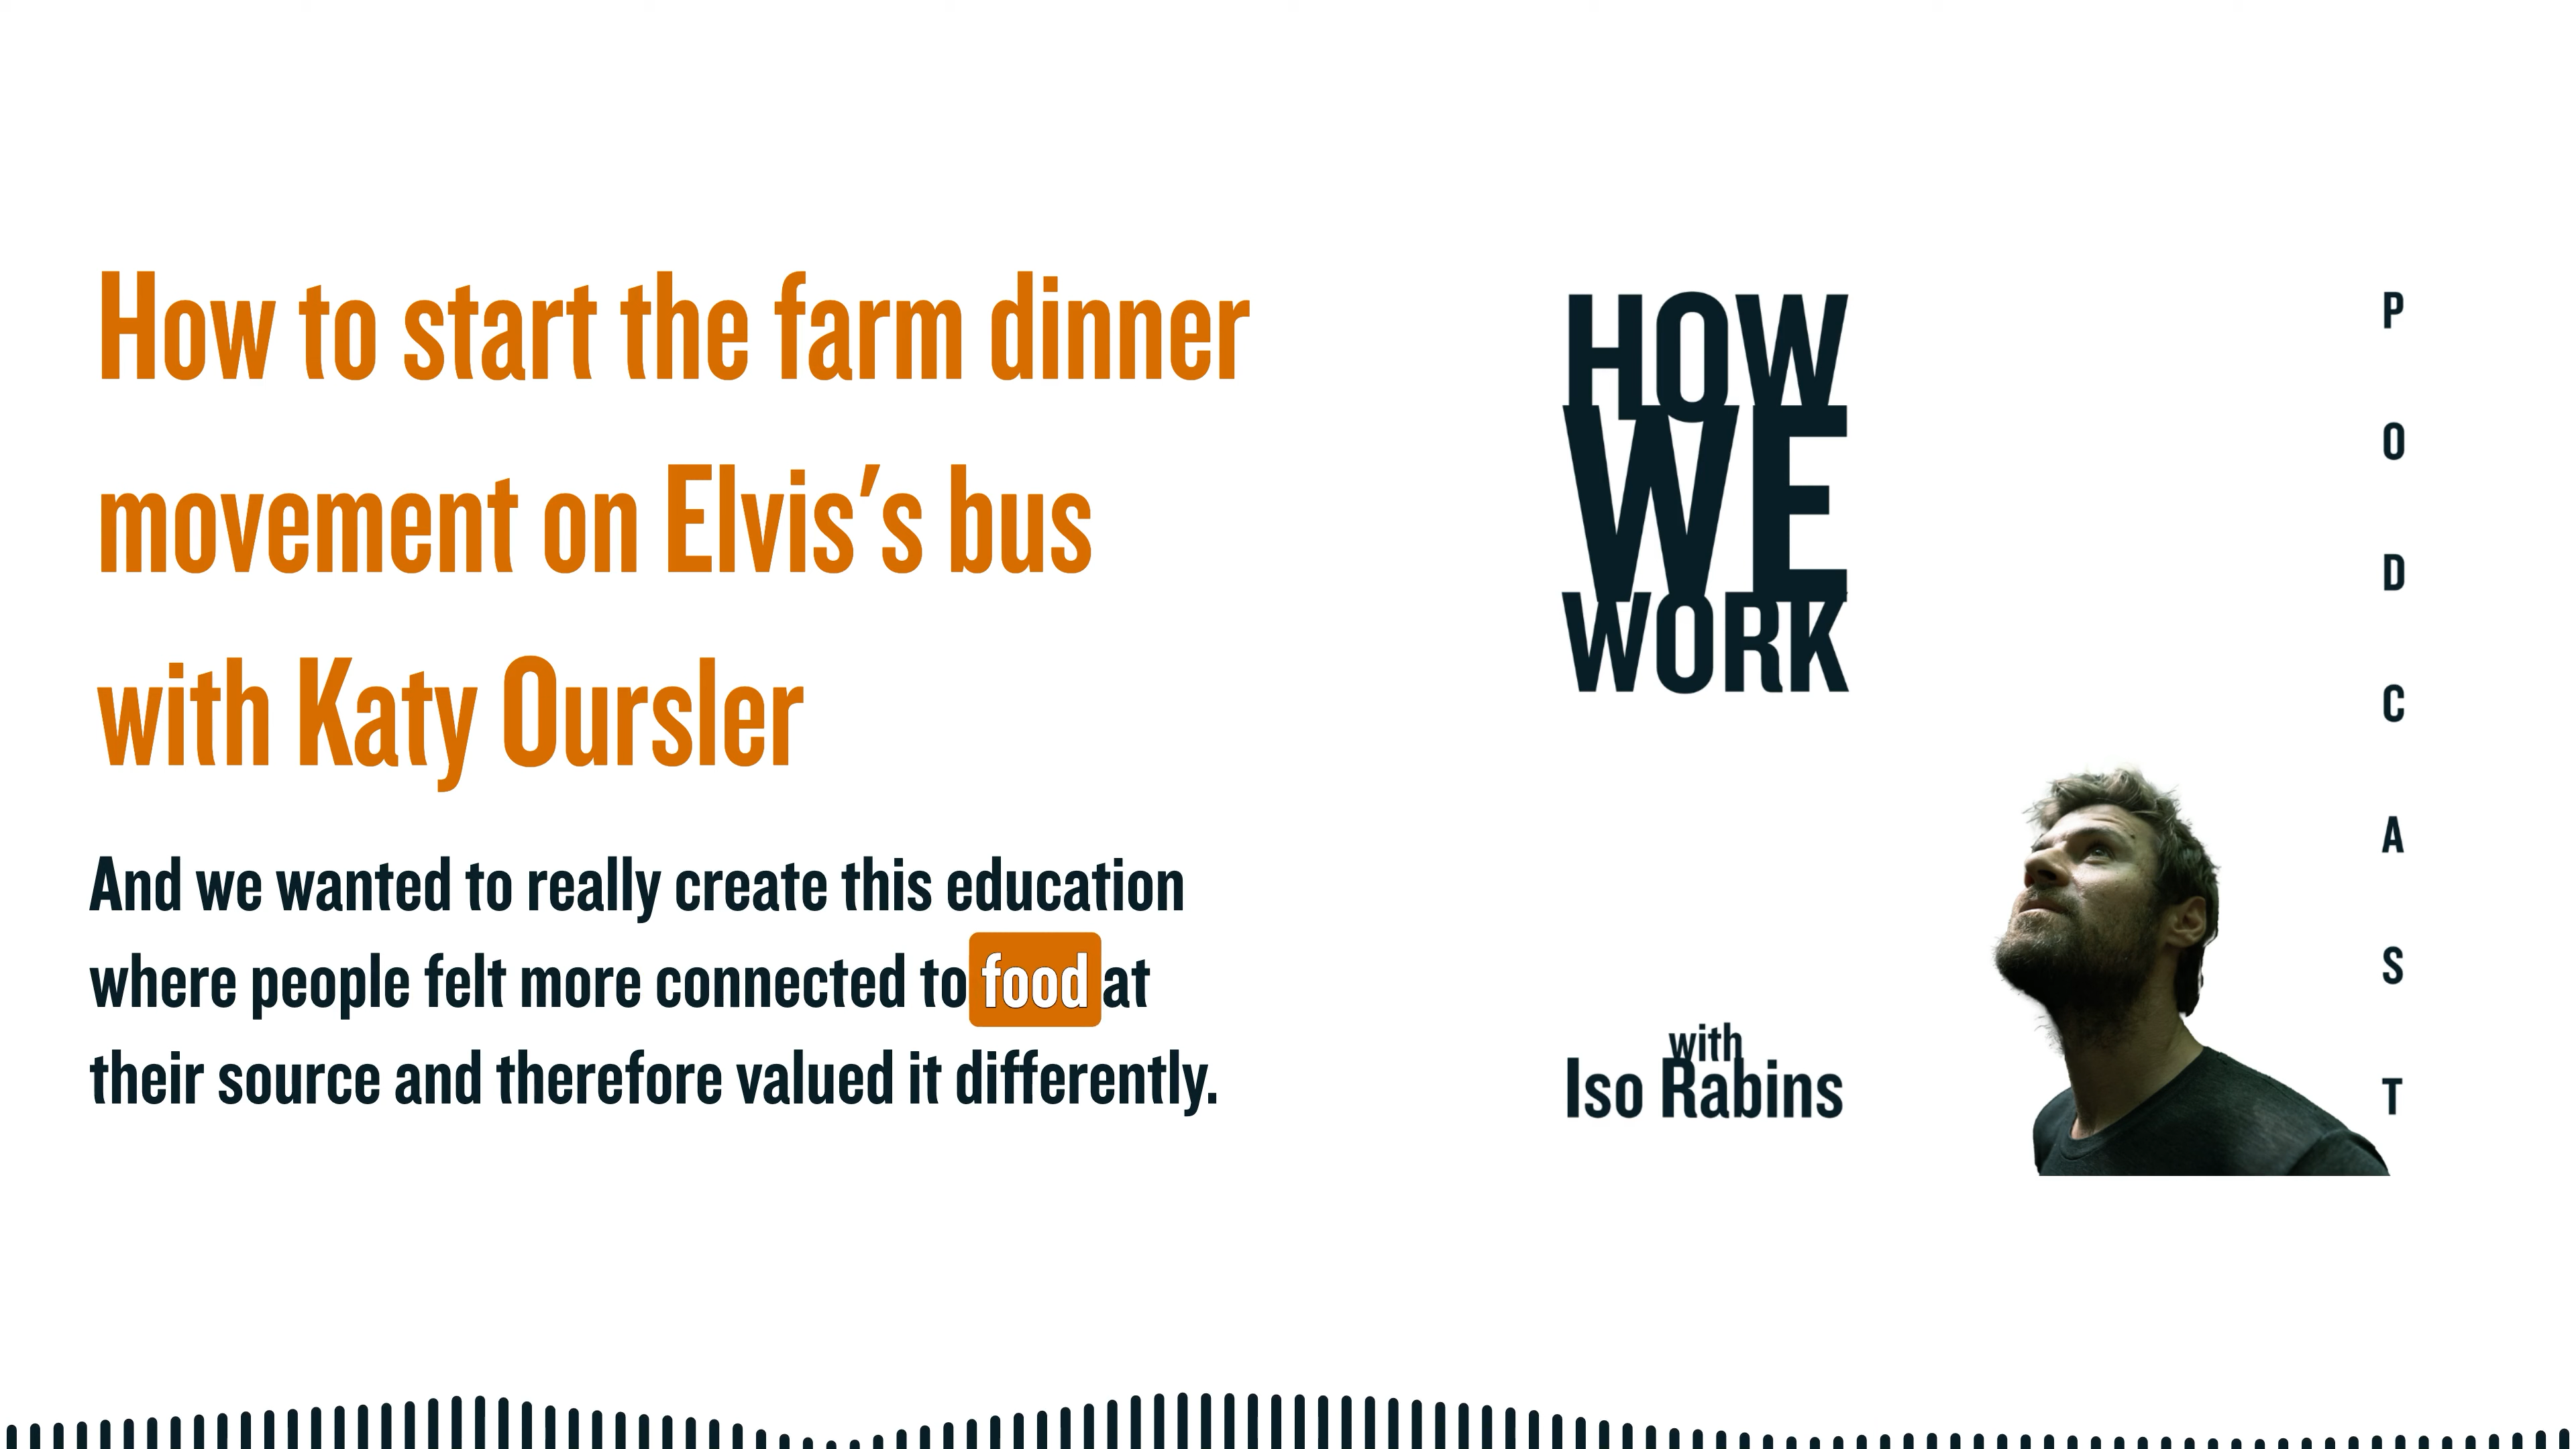 How to start the farm dinner
movement on Elvis's bus
with Katy Oursler
And we wanted to really create this education
where people felt more connected to food at
their source and therefore valued it differently.
HOW
WE
WORK
with
Iso Rabins
PODCAST